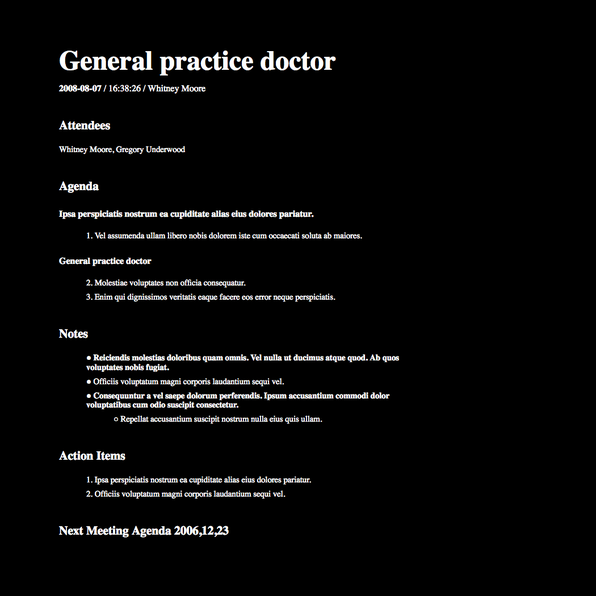 General practice doctor
2008-08-07 / 16:38:26 / Whitney Moore
Attendees
Whitney Moore, Gregory Underwood
Agenda
Ipsa perspiciatis nostrum ea cupiditate alias eius dolores pariatur.
1. Vel assumenda ullam libero nobis dolorem iste cum occaecati soluta ab maiores.
General practice doctor
2. Molestiae voluptates non officia consequatur.
3. Enim qui dignissimos veritatis eaque facere eos error neque perspiciatis.
Notes
● Reiciendis molestias doloribus quam omnis. Vel nulla ut ducimus atque quod. Ab quos
voluptates nobis fugiat.
● Officiis voluptatum magni corporis laudantium sequi vel.
● Consequuntur a vel saepe dolorum perferendis. Ipsum accusantium commodi dolor
voluptatibus cum odio suscipit consectetur.
○ Repellat accusantium suscipit nostrum nulla eius quis ullam.
Action Items
1. Ipsa perspiciatis nostrum ea cupiditate alias eius dolores pariatur.
2. Officiis voluptatum magni corporis laudantium sequi vel.
Next Meeting Agenda 2006,12,23